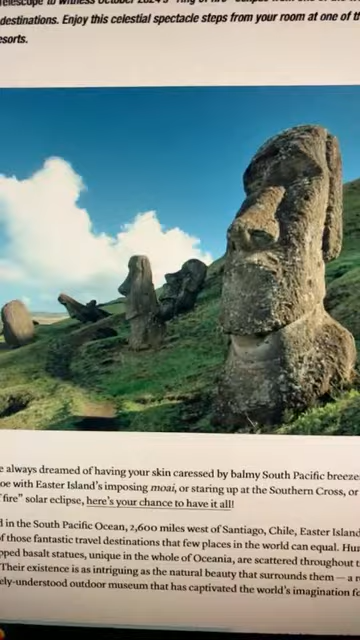 destinations. Enjoy this celestial spectacle steps from your room at one of
esorts.
e always dreamed of having your skin caressed by balmy South Pacific breeze
oe with Easter Island's imposing moai, or staring up at the Southern Cross, or
fire" solar eclipse, here's your chance to have it all!
d in the South Pacific Ocean, 2,600 miles west of Santiago, Chile, Easter Island
of those fantastic travel destinations that few places in the world can equal. Hu
pped basalt statues, unique in the whole of Oceania, are scattered throughout t
Their existence is as intriguing as the natural beauty that surrounds them — a r
ely-understood outdoor museum that has captivated the world's imagination fo